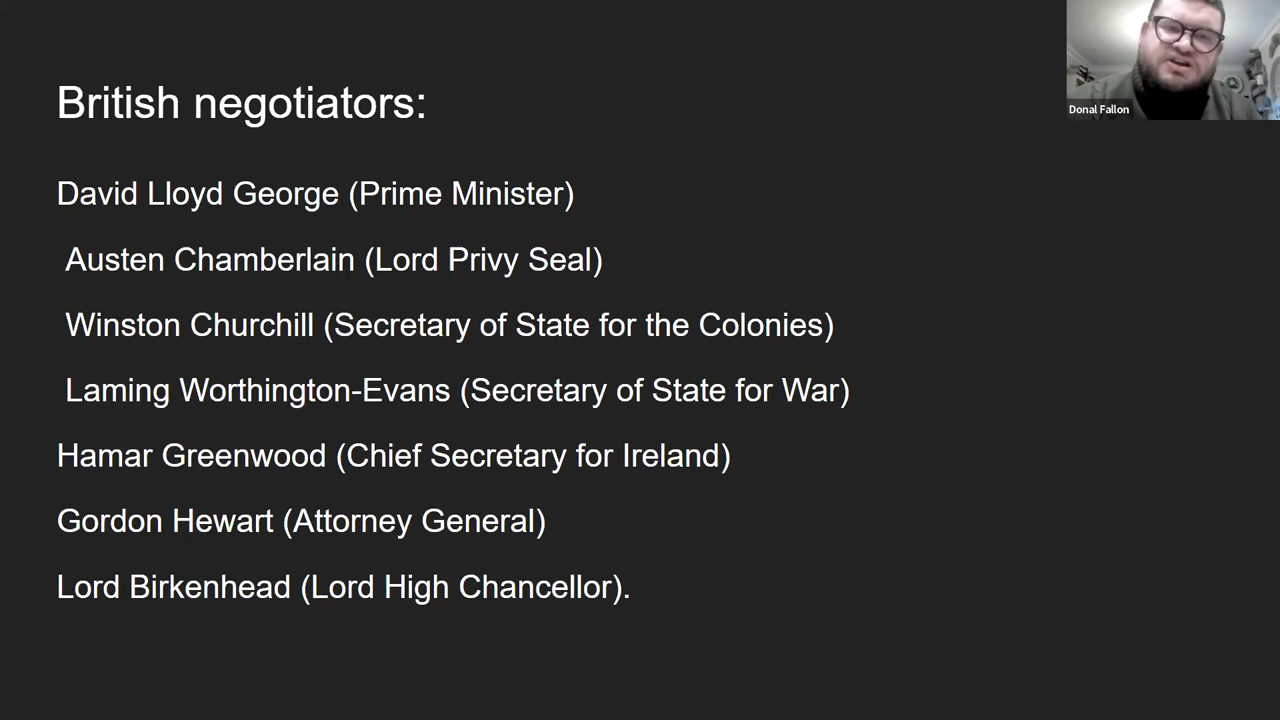 British negotiators:
David Lloyd George (Prime Minister)
Austen Chamberlain (Lord Privy Seal)
Winston Churchill (Secretary of State for the Colonies)
Laming Worthington-Evans (Secretary of State for War)
Hamar Greenwood (Chief Secretary for Ireland)
Gordon Hewart (Attorney General)
Lord Birkenhead (Lord High Chancellor).
Donal Fallon